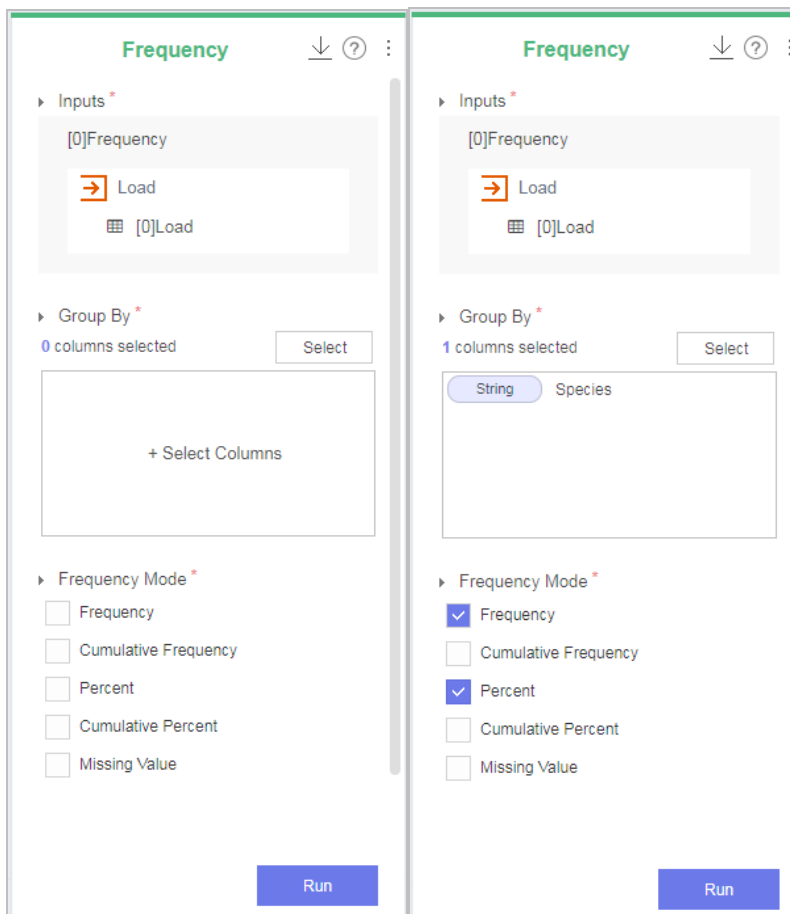 Frequency
?
Inputs *
[0]Frequency
Load
[0]Load
Group By *
0 columns selected
Select
+ Select Columns
Frequency Mode *
Frequency
Cumulative Frequency
Percent
Cumulative Percent
Missing Value
Run
Frequency
?
Inputs *
[0]Frequency
Load
[0]Load
Group By *
1 columns selected
Select
String Species
Frequency Mode *
Frequency
Cumulative Frequency
Percent
Cumulative Percent
Missing Value
Run